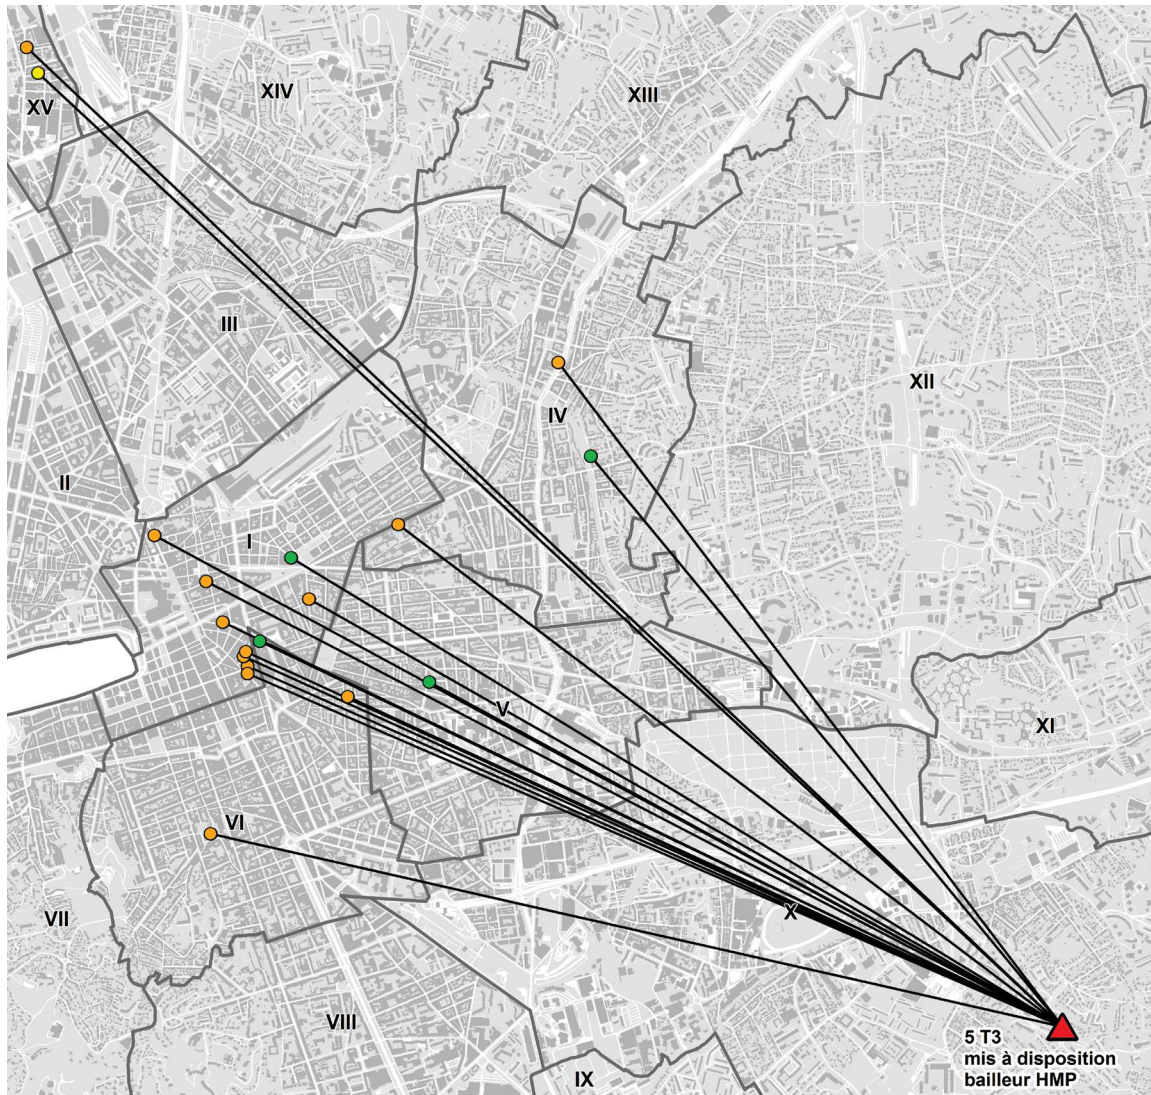 XIV
XIII
XV
III
XII
IV
II
I
V
XI
VI
X
VII
VIII
5 T3
mis à disposition
bailleur HMP
IX